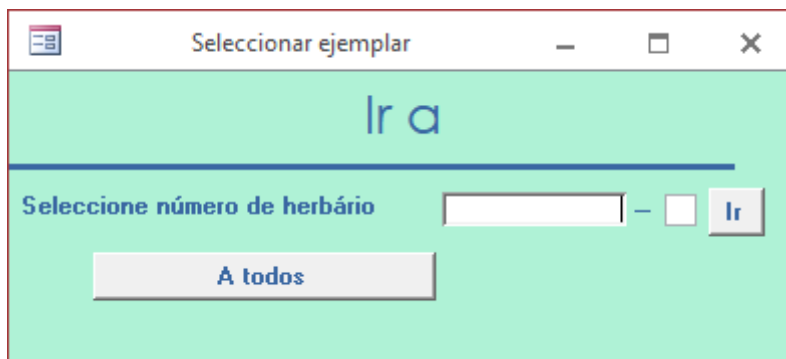 Seleccionar ejemplar
Ir a
Seleccione número de herbário – Ir
A todos